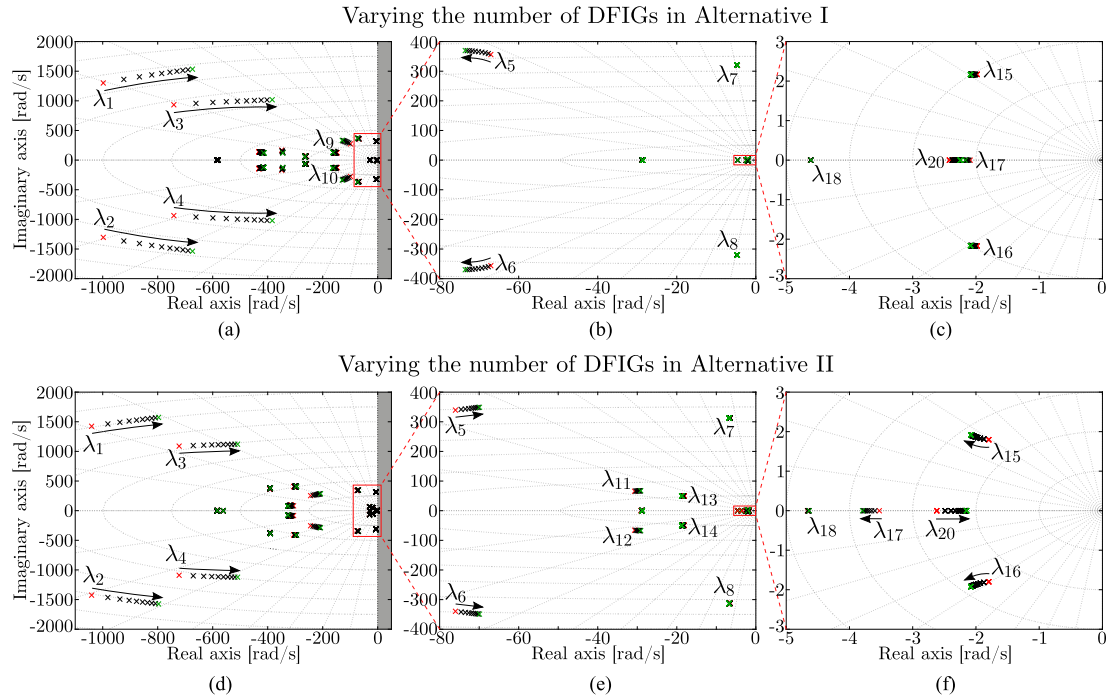 Varying the number of DFIGs in Alternative I
Imaginary axis [rad/s]
2000
1500
1000
500
0
-500
-1000
-1500
-2000
λ1
λ3
λ9
λ10
λ4
λ2
-1000 -800 -600 -400 -200 0
Real axis [rad/s]
(a)
400
300
200
100
0
-100
-200
-300
-400
λ5
λ7
λ8
λ6
-80 -70 -60 -50 -40 -30 -20 -10 0
Real axis [rad/s]
(b)
3
2
1
0
-1
-2
-3
λ15
λ18
λ20
λ17
λ16
-5 -4 -3 -2 -1 0
Real axis [rad/s]
(c)
Varying the number of DFIGs in Alternative II
Imaginary axis [rad/s]
2000
1500
1000
500
0
-500
-1000
-1500
-2000
λ1
λ3
λ4
λ2
-1000 -800 -600 -400 -200 0
Real axis [rad/s]
(d)
400
300
200
100
0
-100
-200
-300
-400
λ5
λ7
λ11
λ13
λ12
λ14
λ6
λ8
-80 -70 -60 -50 -40 -30 -20 -10 0
Real axis [rad/s]
(e)
3
2
1
0
-1
-2
-3
λ15
λ18
λ17
λ20
λ16
-5 -4 -3 -2 -1 0
Real axis [rad/s]
(f)